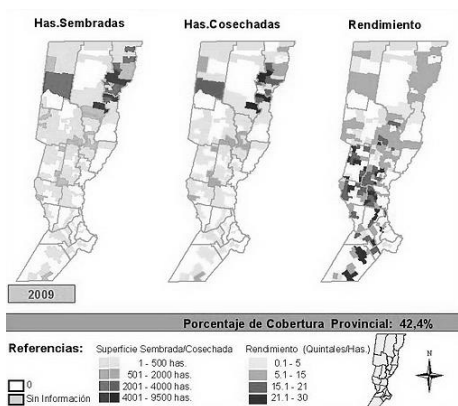 Has.Sembradas Has.Cosechadas Rendimiento
2009
Porcentaje de Cobertura Provincial: 42,4%
Referencias: Superficie Sembrada/Cosechada Rendimiento (Quintales/Has.)
1 - 500 has. 0.1 - 5
501 - 2000 has. 5.1 - 15
0 2001 - 4000 has. 15.1 - 21
Sin Información 4001 - 9500 has. 21.1 - 30
N